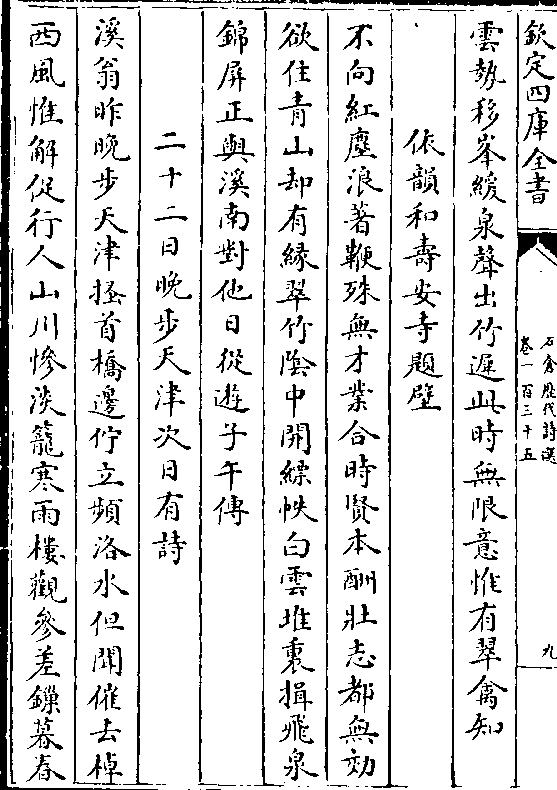 欽定四庫全書
石倉歷代詩選
卷一百三十五
九
雲勢移峯緩泉聲出竹遲此時無限意惟有翠禽知
依韻和壽安寺題壁
不向紅塵浪著鞭殊無才業合時賢本酬壯志都無効
欲住青山却有縁翠竹隂中開縹帙白雲堆裏揖飛泉
錦屏正與溪南對他日從遊子午傳
二十二日晚步天津次日有詩
溪翁昨晚步天津搔首橋邊佇立頻洛水但聞催去棹
西風惟解促行人山川慘淡籠寒雨樓觀參差鏁暮春